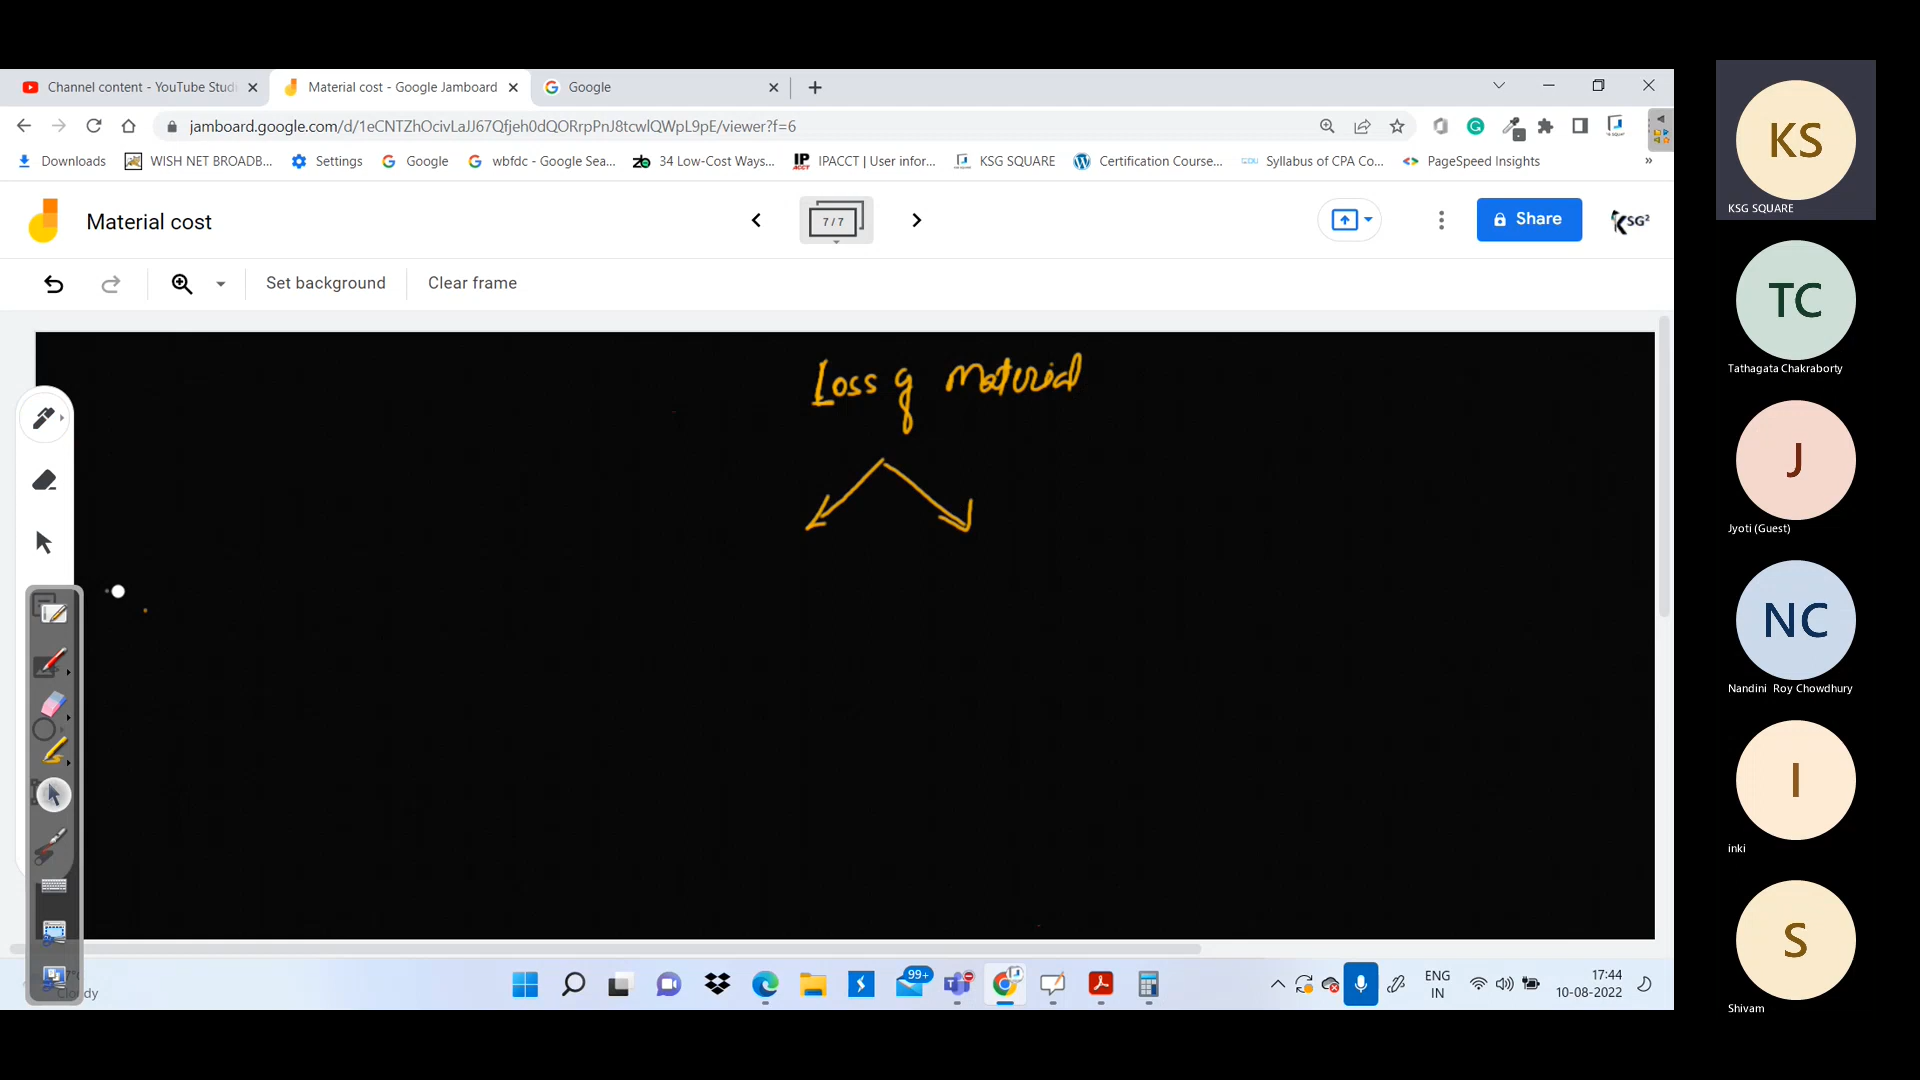 Channel content - YouTube Stud
Material cost - Google Jamboard
Google
jamboard.google.com/d/1eCNTZhOcivLaJJ67Qfjeh0dQORrpPnJ8tcwlQWpL9pE/viewer?f=6
Downloads
WISH NET BROADB...
Settings
Google
wbfdc - Google Sea...
34 Low-Cost Ways...
IPACCT | User infor...
KSG SQUARE
Certification Course...
Syllabus of CPA Co...
PageSpeed Insights
»
Material cost
7 / 7
Share
KSG²
Set background
Clear frame
Loss of Material
Cloudy
99+
ENG
IN
17:44
10-08-2022
KS
KSG SQUARE
TC
Tathagata Chakraborty
J
Jyoti (Guest)
NC
Nandini Roy Chowdhury
I
inki
S
Shivam